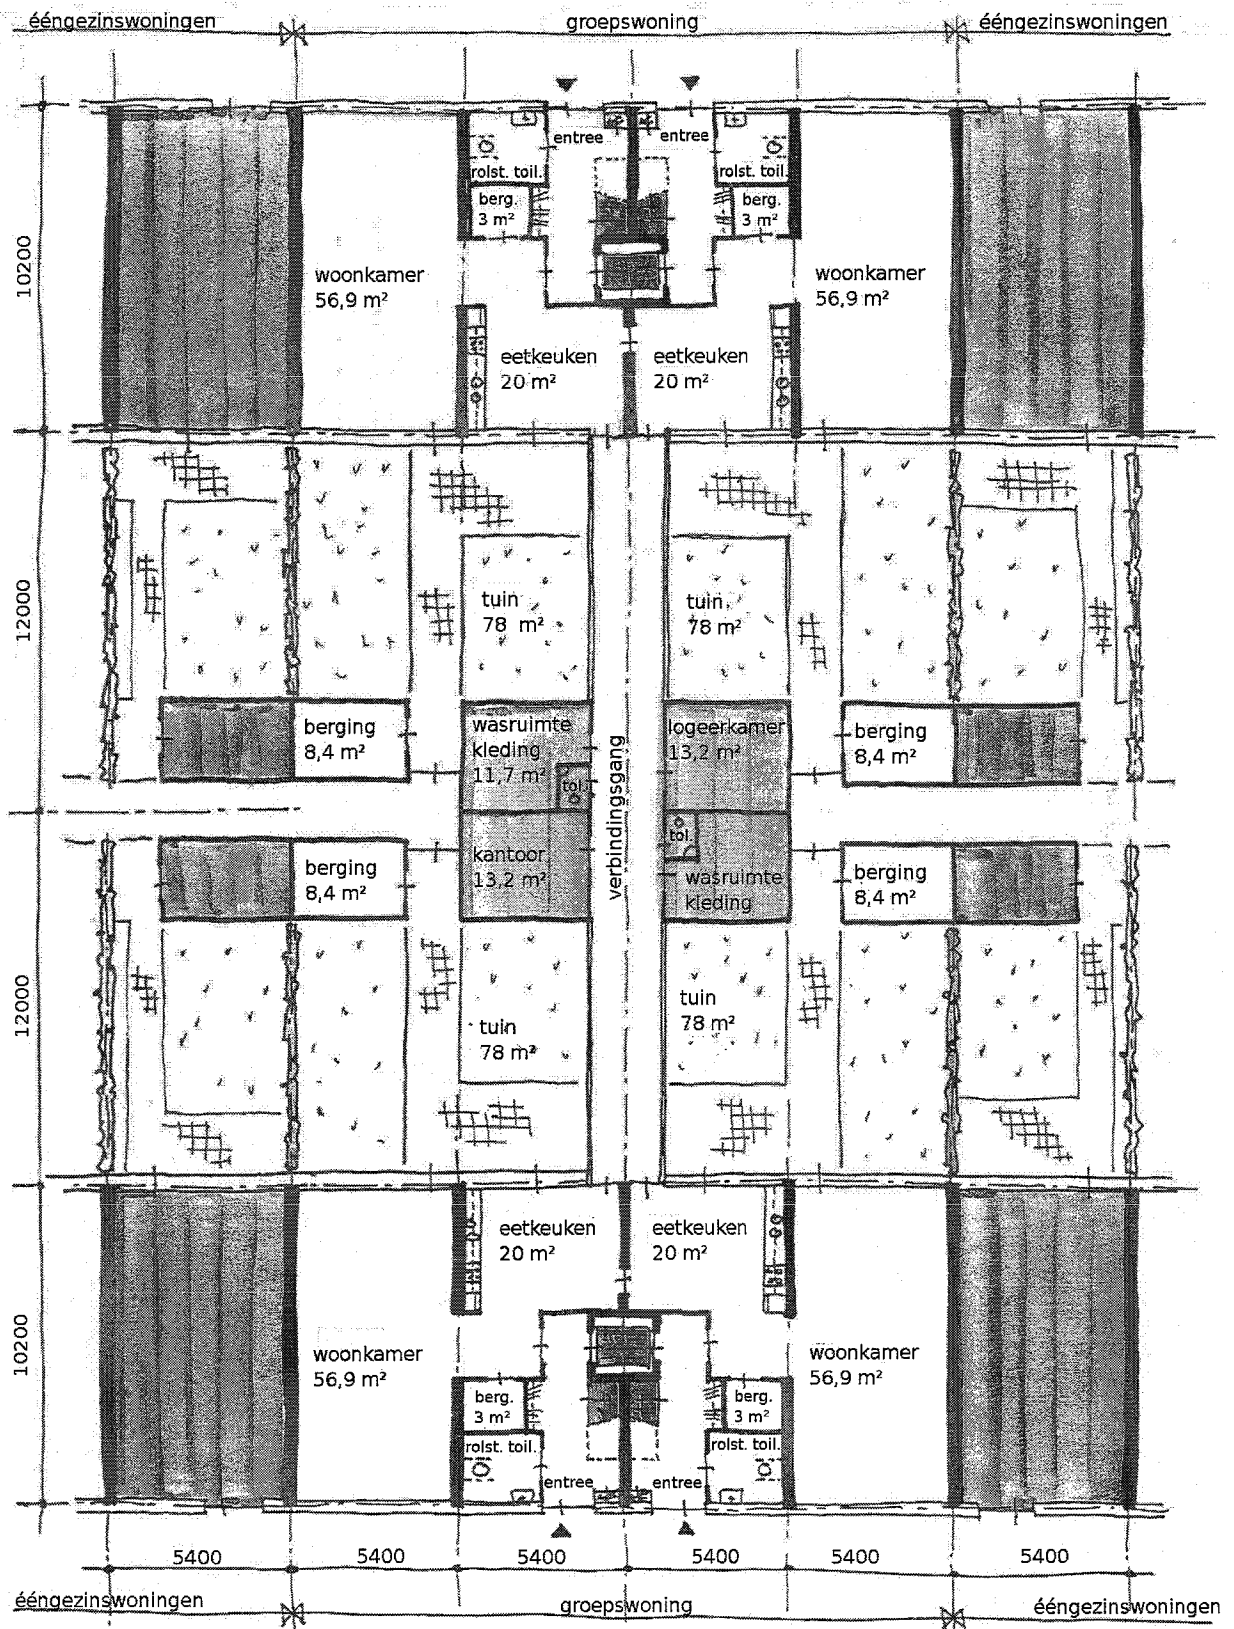 ééngezinswoningen groepswoning ééngezinswoningen
entree entree
rolst. toil. rolst. toil.
berg. berg.
3 m² 3 m²
10200
woonkamer woonkamer
56,9 m² 56,9 m²
eetkeuken eetkeuken
20 m² 20 m²
12000
tuin tuin
78 m² 78 m²
berging wasruimte logeerkamer berging
8,4 m² kleding 13,2 m² 8,4 m²
11,7 m²
tol.
verbindingsgang
tol.
berging kantoor wasruimte berging
8,4 m² 13,2 m² kleding 8,4 m²
12000
tuin tuin
78 m² 78 m²
eetkeuken eetkeuken
20 m² 20 m²
10200
woonkamer woonkamer
56,9 m² 56,9 m²
berg. berg.
3 m² 3 m²
rolst. toil. rolst. toil.
entree entree
5400 5400 5400 5400 5400 5400
ééngezinswoningen groepswoning ééngezinswoningen